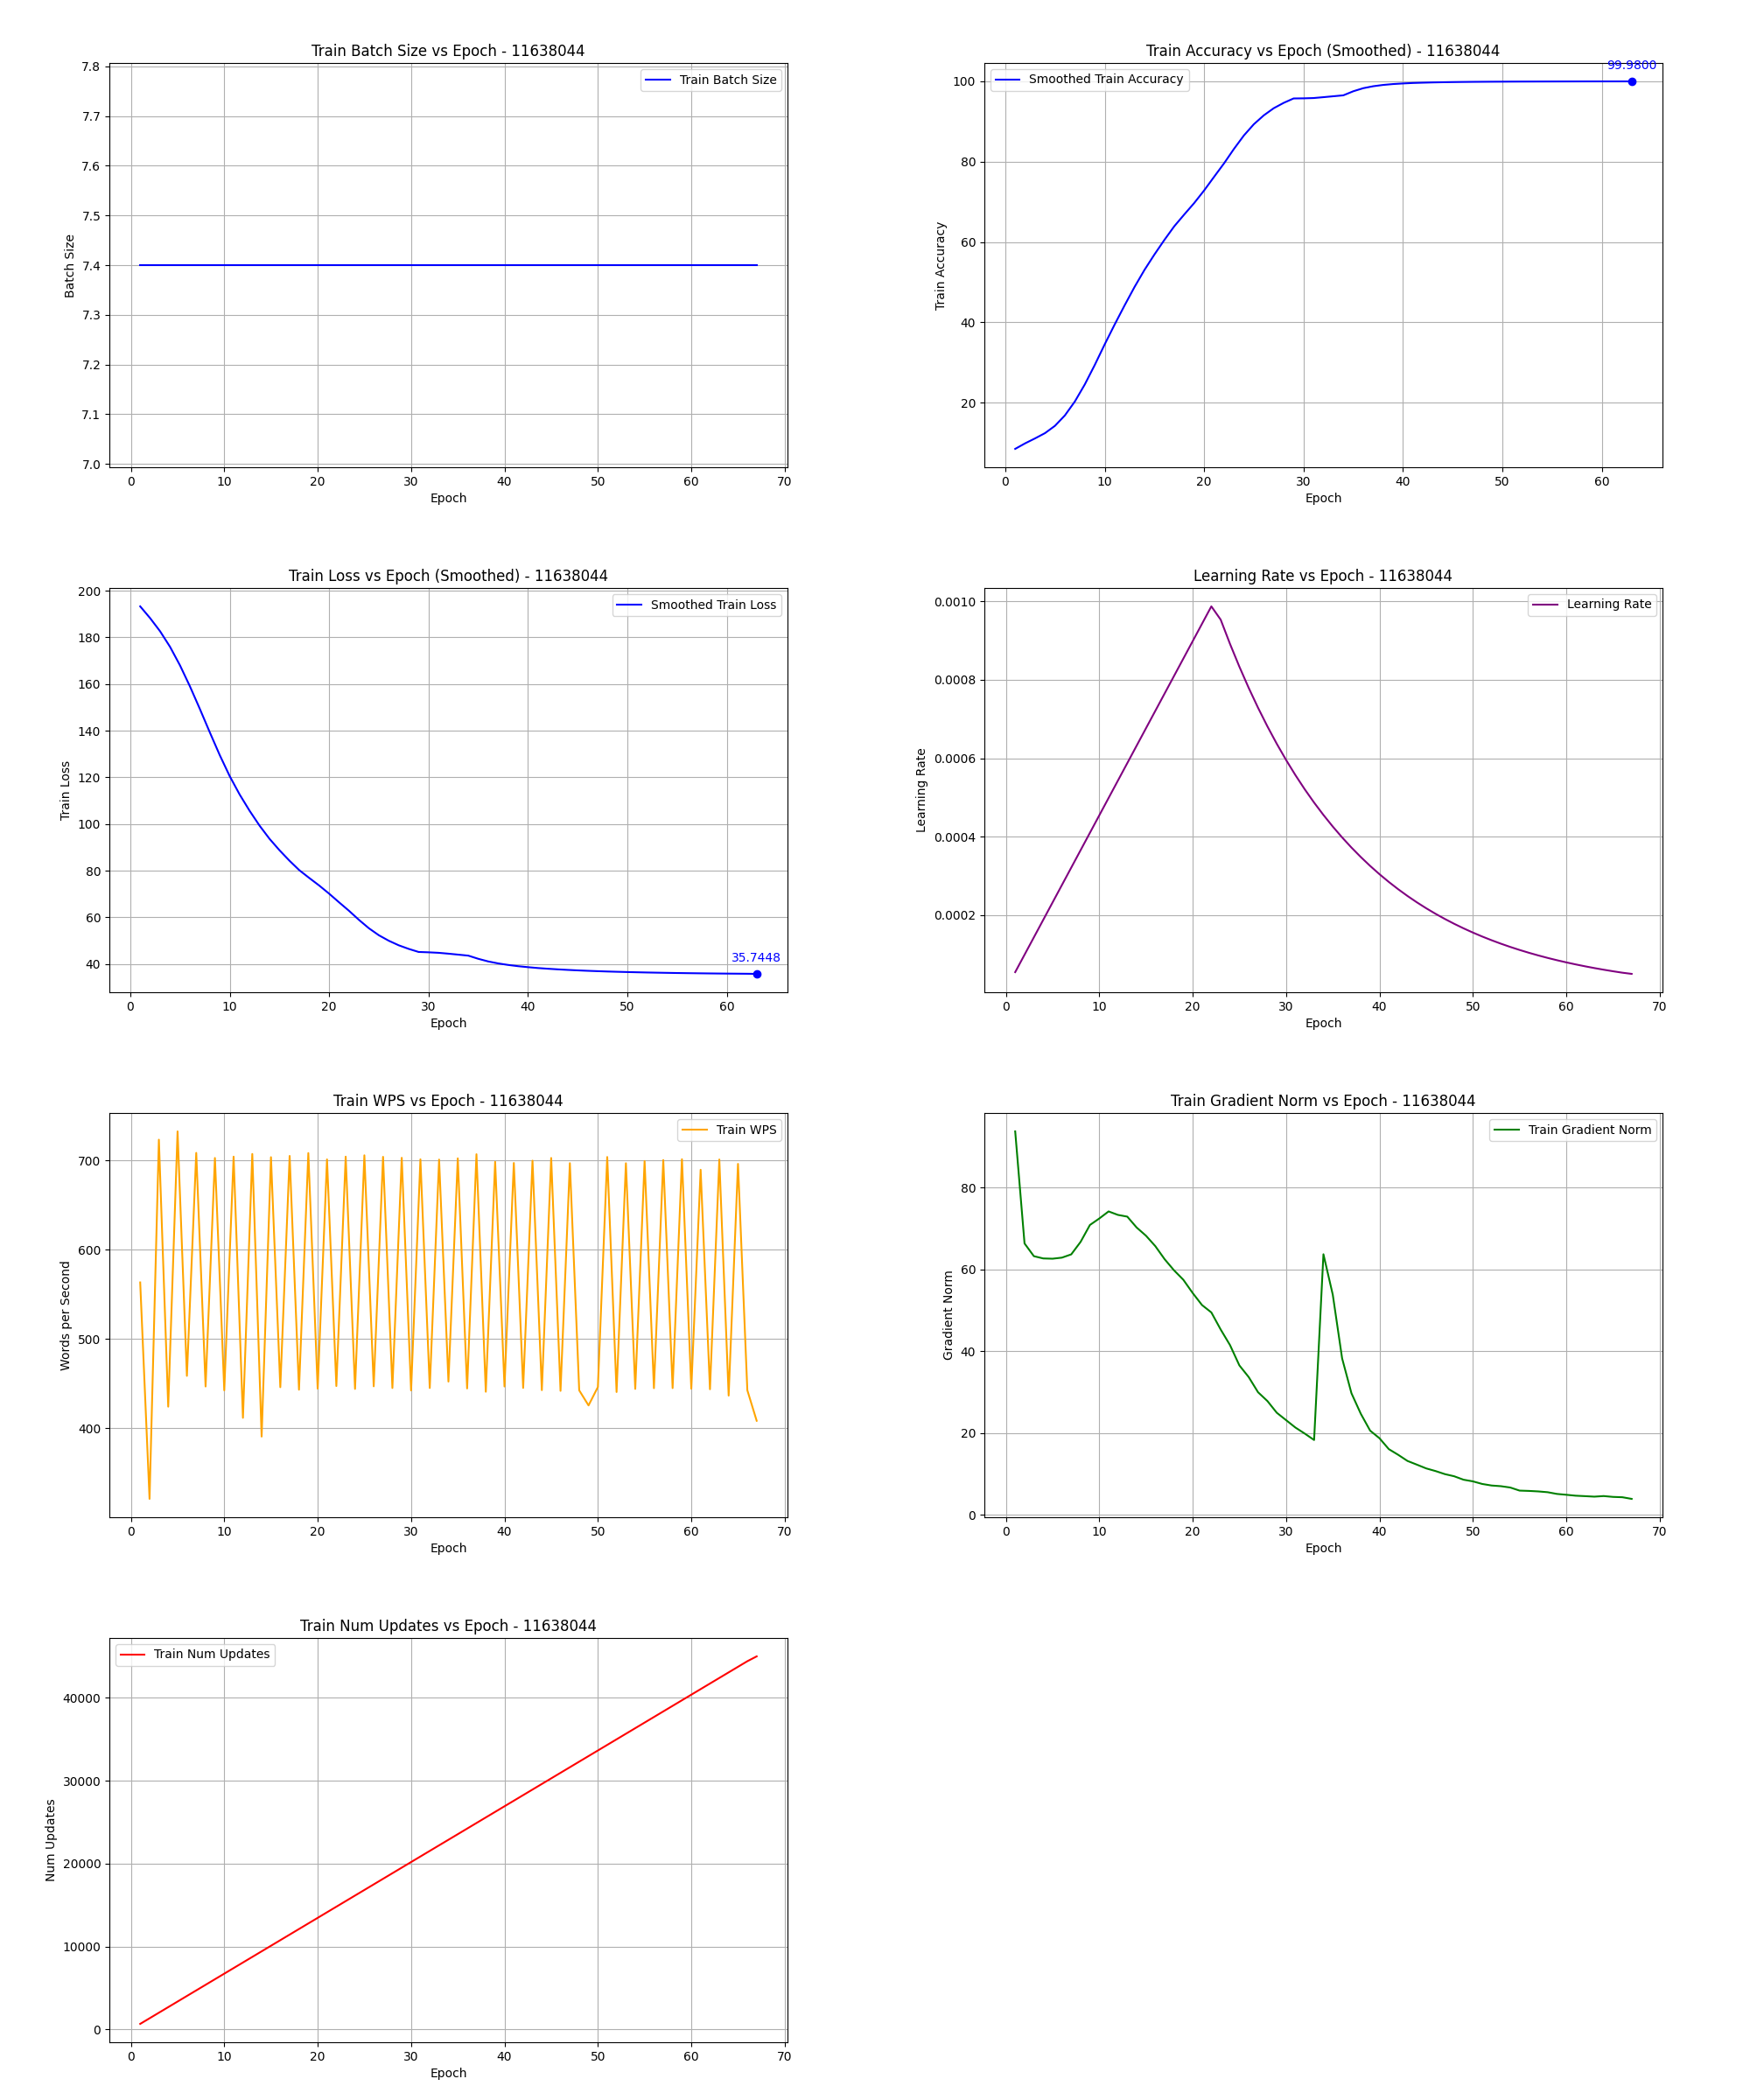 Train Batch Size vs Epoch - 11638044
Train Batch Size
7.8
7.7
7.6
7.5
7.4
7.3
7.2
7.1
7.0
Batch Size
0 10 20 30 40 50 60 70
Epoch
Train Accuracy vs Epoch (Smoothed) - 11638044
Smoothed Train Accuracy
99.9800
100
80
60
40
20
Train Accuracy
0 10 20 30 40 50 60
Epoch
Train Loss vs Epoch (Smoothed) - 11638044
Smoothed Train Loss
200
180
160
140
120
100
80
60
40
35.7448
Train Loss
0 10 20 30 40 50 60
Epoch
Learning Rate vs Epoch - 11638044
Learning Rate
0.0010
0.0008
0.0006
0.0004
0.0002
Learning Rate
0 10 20 30 40 50 60 70
Epoch
Train WPS vs Epoch - 11638044
Train WPS
700
600
500
400
Words per Second
0 10 20 30 40 50 60 70
Epoch
Train Gradient Norm vs Epoch - 11638044
Train Gradient Norm
80
60
40
20
0
Gradient Norm
0 10 20 30 40 50 60 70
Epoch
Train Num Updates vs Epoch - 11638044
Train Num Updates
40000
30000
20000
10000
0
Num Updates
0 10 20 30 40 50 60 70
Epoch